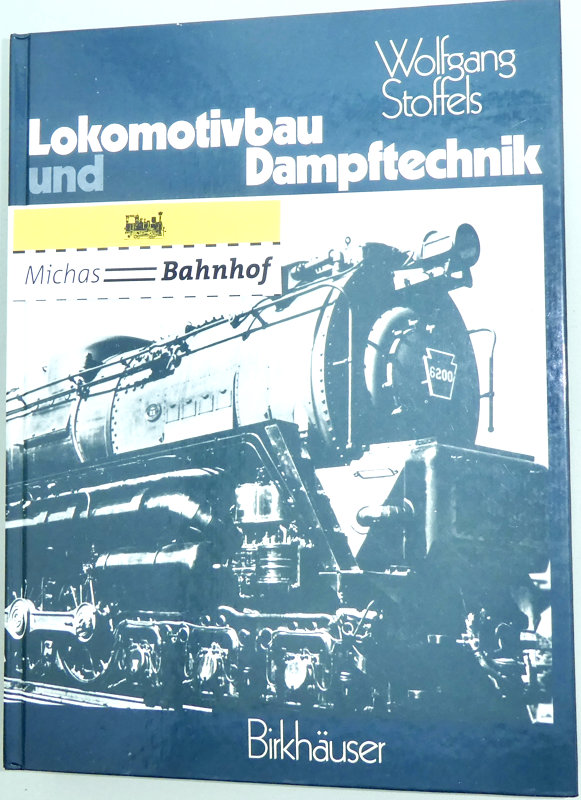 Wolfgang
Stoffels
Lokomotivbau
und Dampftechnik
Michas Bahnhof
6200
Birkhäuser